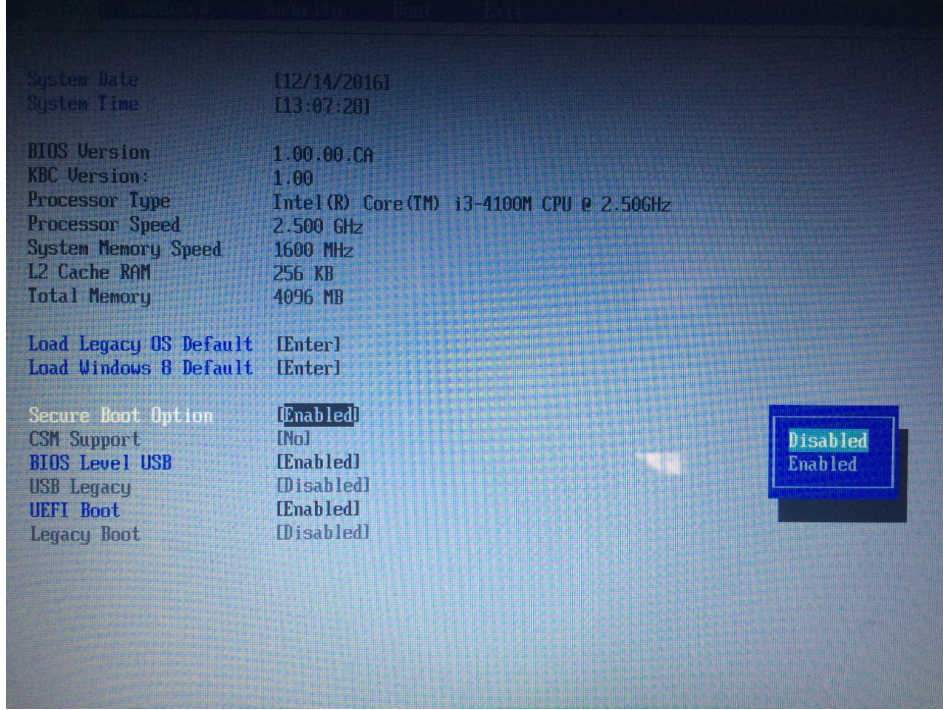 Security Boot Exit
System Date [12/14/2016]
System Time [13:07:28]
BIOS Version 1.00.00.CA
KBC Version: 1.00
Processor Type Intel(R) Core(TM) i3-4100M CPU @ 2.50GHz
Processor Speed 2.500 GHz
System Memory Speed 1600 MHz
L2 Cache RAM 256 KB
Total Memory 4096 MB
Load Legacy OS Default [Enter]
Load Windows 8 Default [Enter]
Secure Boot Option [Enabled]
CSM Support [No]
BIOS Level USB [Enabled]
USB Legacy [Disabled]
UEFI Boot [Enabled]
Legacy Boot [Disabled]
Disabled
Enabled